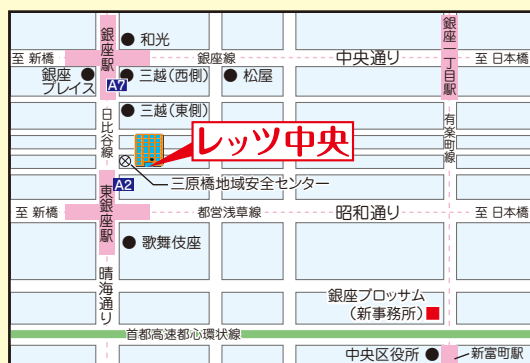 銀座駅
和光
銀座一丁目駅
至 新橋
銀座線
中央通り
至 日本橋
銀座
プレイス
A7
三越(西側)
松屋
三越(東側)
日比谷線
レッツ中央
有楽町線
A2
三原橋地域安全センター
東銀座駅
至 新橋
都営浅草線
昭和通り
至 日本橋
歌舞伎座
晴海通り
銀座ブロッサム
(新事務所)
首都高速都心環状線
中央区役所
新富町駅